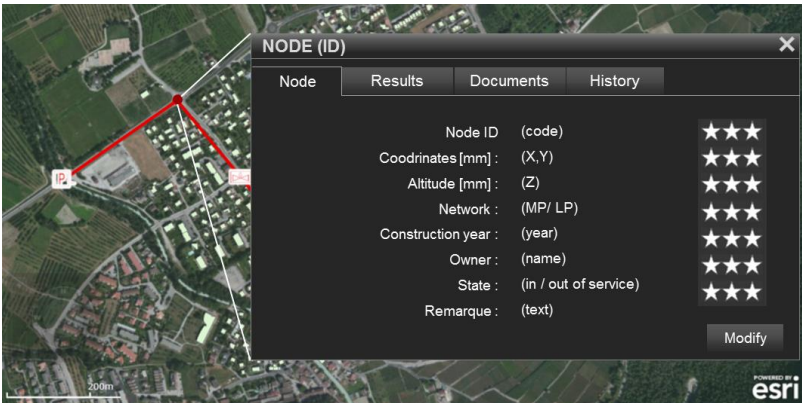 NODE (ID)
Node Results Documents History
Node ID (code)
Coodrinates [mm] : (X,Y)
Altitude [mm] : (Z)
Network : (MP/ LP)
Construction year : (year)
Owner : (name)
State : (in / out of service)
Remarque : (text)
Modify
IP
200m
POWERED BY
esri